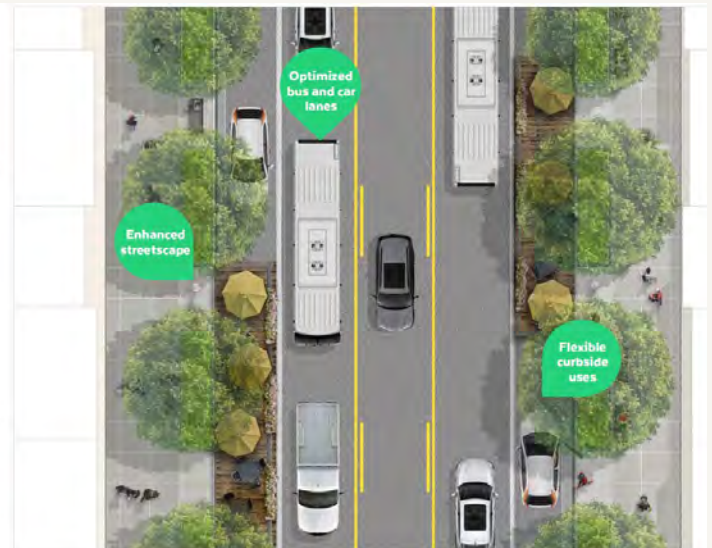 Optimized
bus and car
lanes
Enhanced
streetscape
Flexible
curbside
uses